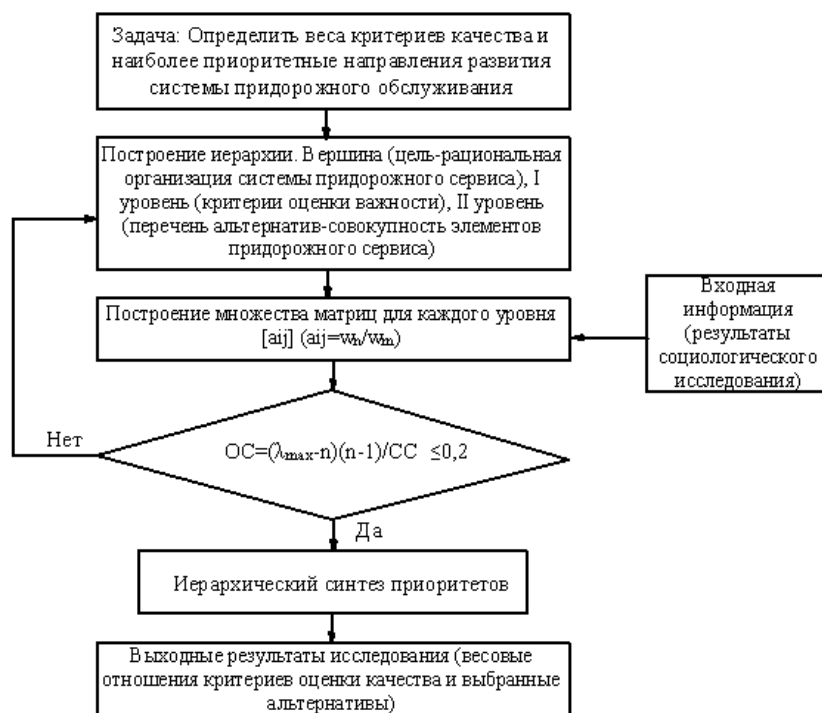 Задача: Определить веса критериев качества и
наиболее приоритетные направления развития
системы придорожного обслуживания
Построение иерархии. Вершина (цель-рациональная
организация системы придорожного сервиса), I
уровень (критерии оценки важности), II уровень
(перечень альтернатив-совокупность элементов
придорожного сервиса)
Построение множества матриц для каждого уровня
[aij] (aij=wn/wm)
Входная
информация
(результаты
социологического
исследования)
Нет
ОС=(λmax-n)(n-1)/СС ≤0,2
Да
Иерархический синтез приоритетов
Выходные результаты исследования (весовые
отношения критериев оценки качества и выбранные
альтернативы)